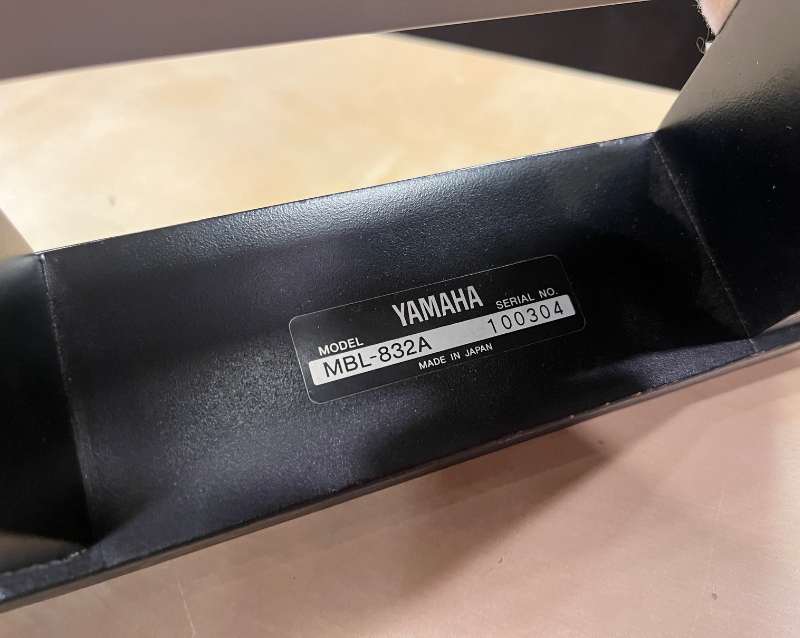 YAMAHA
MODEL SERIAL NO.
MBL-832A 100304
MADE IN JAPAN